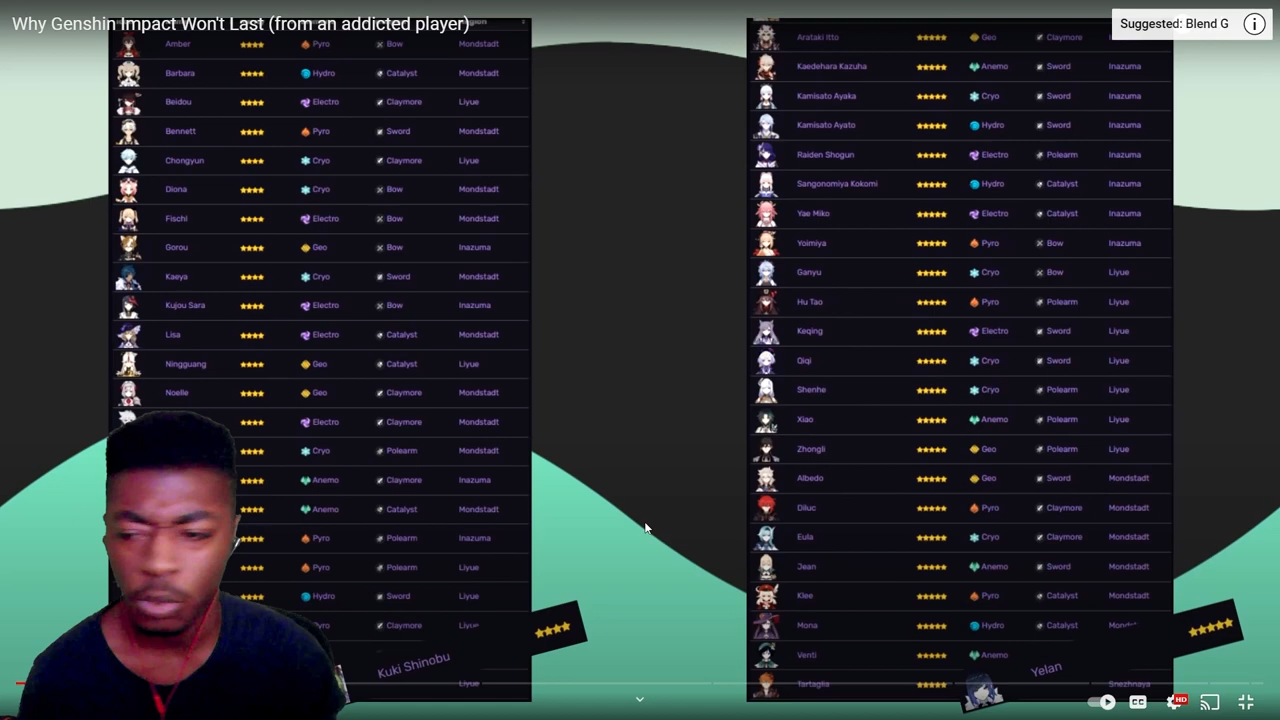 Why Genshin Impact Won't Last (from an addicted player)
Suggested: Blend G
Amber Pyro Bow Mondstadt
Barbara Hydro Catalyst Mondstadt
Beidou Electro Claymore Liyue
Bennett Pyro Sword Mondstadt
Chongyun Cryo Claymore Liyue
Diona Cryo Bow Mondstadt
Fischl Electro Bow Mondstadt
Gorou Geo Bow Inazuma
Kaeya Cryo Sword Mondstadt
Kujou Sara Electro Bow Inazuma
Lisa Electro Catalyst Mondstadt
Ningguang Geo Catalyst Liyue
Noelle Geo Claymore Mondstadt
Electro Claymore Mondstadt
Cryo Polearm Mondstadt
Anemo Claymore Inazuma
Anemo Catalyst Mondstadt
Pyro Polearm Inazuma
Pyro Polearm Liyue
Hydro Sword Liyue
Pyro Claymore Liyue
Kuki Shinobu
Liyue
Arataki Itto Geo Claymore
Kaedehara Kazuha Anemo Sword Inazuma
Kamisato Ayaka Cryo Sword Inazuma
Kamisato Ayato Hydro Sword Inazuma
Raiden Shogun Electro Polearm Inazuma
Sangonomiya Kokomi Hydro Catalyst Inazuma
Yae Miko Electro Catalyst Inazuma
Yoimiya Pyro Bow Inazuma
Ganyu Cryo Bow Liyue
Hu Tao Pyro Polearm Liyue
Keqing Electro Sword Liyue
Qiqi Cryo Sword Liyue
Shenhe Cryo Polearm Liyue
Xiao Anemo Polearm Liyue
Zhongli Geo Polearm Liyue
Albedo Geo Sword Mondstadt
Diluc Pyro Claymore Mondstadt
Eula Cryo Claymore Mondstadt
Jean Anemo Sword Mondstadt
Klee Pyro Catalyst Mondstadt
Mona Hydro Catalyst
Venti Anemo
Yelan
Tartaglia Snezhnaya
CC
HD